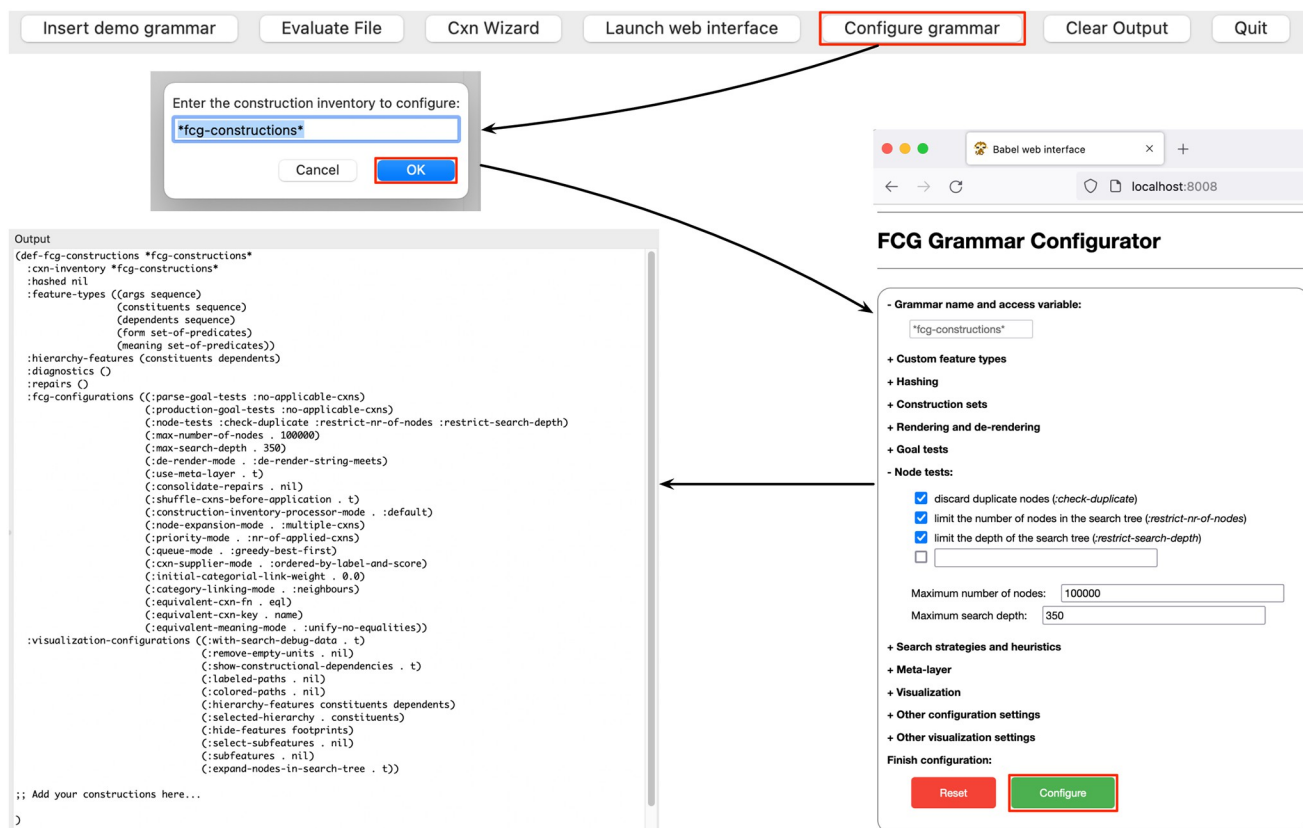 Insert demo grammar Evaluate File Cxn Wizard Launch web interface Configure grammar Clear Output Quit
Enter the construction inventory to configure:
*fcg-constructions*
Cancel OK
Output
(def-fcg-constructions *fcg-constructions*
:cxn-inventory *fcg-constructions*
:hashed nil
:feature-types ((args sequence)
(constituents sequence)
(dependents sequence)
(form set-of-predicates)
(meaning set-of-predicates))
:hierarchy-features (constituents dependents)
:diagnostics ()
:repairs ()
:fcg-configurations ((:parse-goal-tests :no-applicable-cxns)
(:production-goal-tests :no-applicable-cxns)
(:node-tests :check-duplicate :restrict-nr-of-nodes :restrict-search-depth)
(:max-number-of-nodes . 100000)
(:max-search-depth . 350)
(:de-render-mode . :de-render-string-meets)
(:use-meta-layer . t)
(:consolidate-repairs . nil)
(:shuffle-cxns-before-application . t)
(:construction-inventory-processor-mode . :default)
(:node-expansion-mode . :multiple-cxns)
(:priority-mode . :nr-of-applied-cxns)
(:queue-mode . :greedy-best-first)
(:cxn-supplier-mode . :ordered-by-label-and-score)
(:initial-categorial-link-weight . 0.0)
(:category-linking-mode . :neighbours)
(:equivalent-cxn-fn . eql)
(:equivalent-cxn-key . name)
(:equivalent-meaning-mode . :unify-no-equalities))
:visualization-configurations ((:with-search-debug-data . t)
(:remove-empty-units . nil)
(:show-constructional-dependencies . t)
(:labeled-paths . nil)
(:colored-paths . nil)
(:hierarchy-features constituents dependents)
(:selected-hierarchy . constituents)
(:hide-features footprints)
(:select-subfeatures . nil)
(:subfeatures . nil)
(:expand-nodes-in-search-tree . t))
;; Add your constructions here...
)
Babel web interface
localhost:8008
FCG Grammar Configurator
- Grammar name and access variable:
*fcg-constructions*
+ Custom feature types
+ Hashing
+ Construction sets
+ Rendering and de-rendering
+ Goal tests
- Node tests:
discard duplicate nodes (:check-duplicate)
limit the number of nodes in the search tree (:restrict-nr-of-nodes)
limit the depth of the search tree (:restrict-search-depth)
Maximum number of nodes: 100000
Maximum search depth: 350
+ Search strategies and heuristics
+ Meta-layer
+ Visualization
+ Other configuration settings
+ Other visualization settings
Finish configuration:
Reset Configure